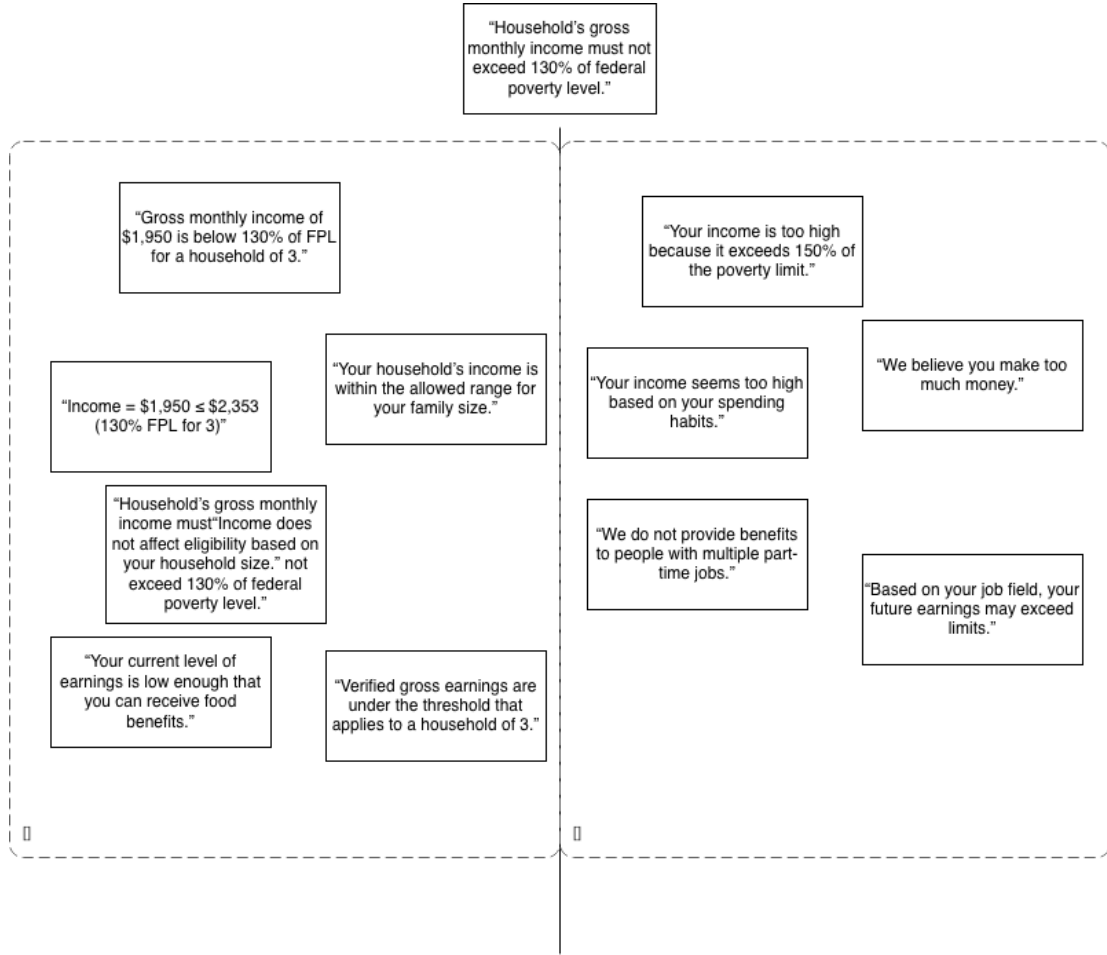 “Household’s gross
monthly income must not
exceed 130% of federal
poverty level.”
“Gross monthly income of
$1,950 is below 130% of FPL
for a household of 3.”
“Your household’s income is
within the allowed range for
your family size.”
“Income = $1,950 ≤ $2,353
(130% FPL for 3)”
“Household’s gross monthly
income must“Income does
not affect eligibility based on
your household size.” not
exceed 130% of federal
poverty level.”
“Your current level of
earnings is low enough that
you can receive food
benefits.”
“Verified gross earnings are
under the threshold that
applies to a household of 3.”
“Your income is too high
because it exceeds 150% of
the poverty limit.”
“We believe you make too
much money.”
“Your income seems too high
based on your spending
habits.”
“We do not provide benefits
to people with multiple part-
time jobs.”
“Based on your job field, your
future earnings may exceed
limits.”